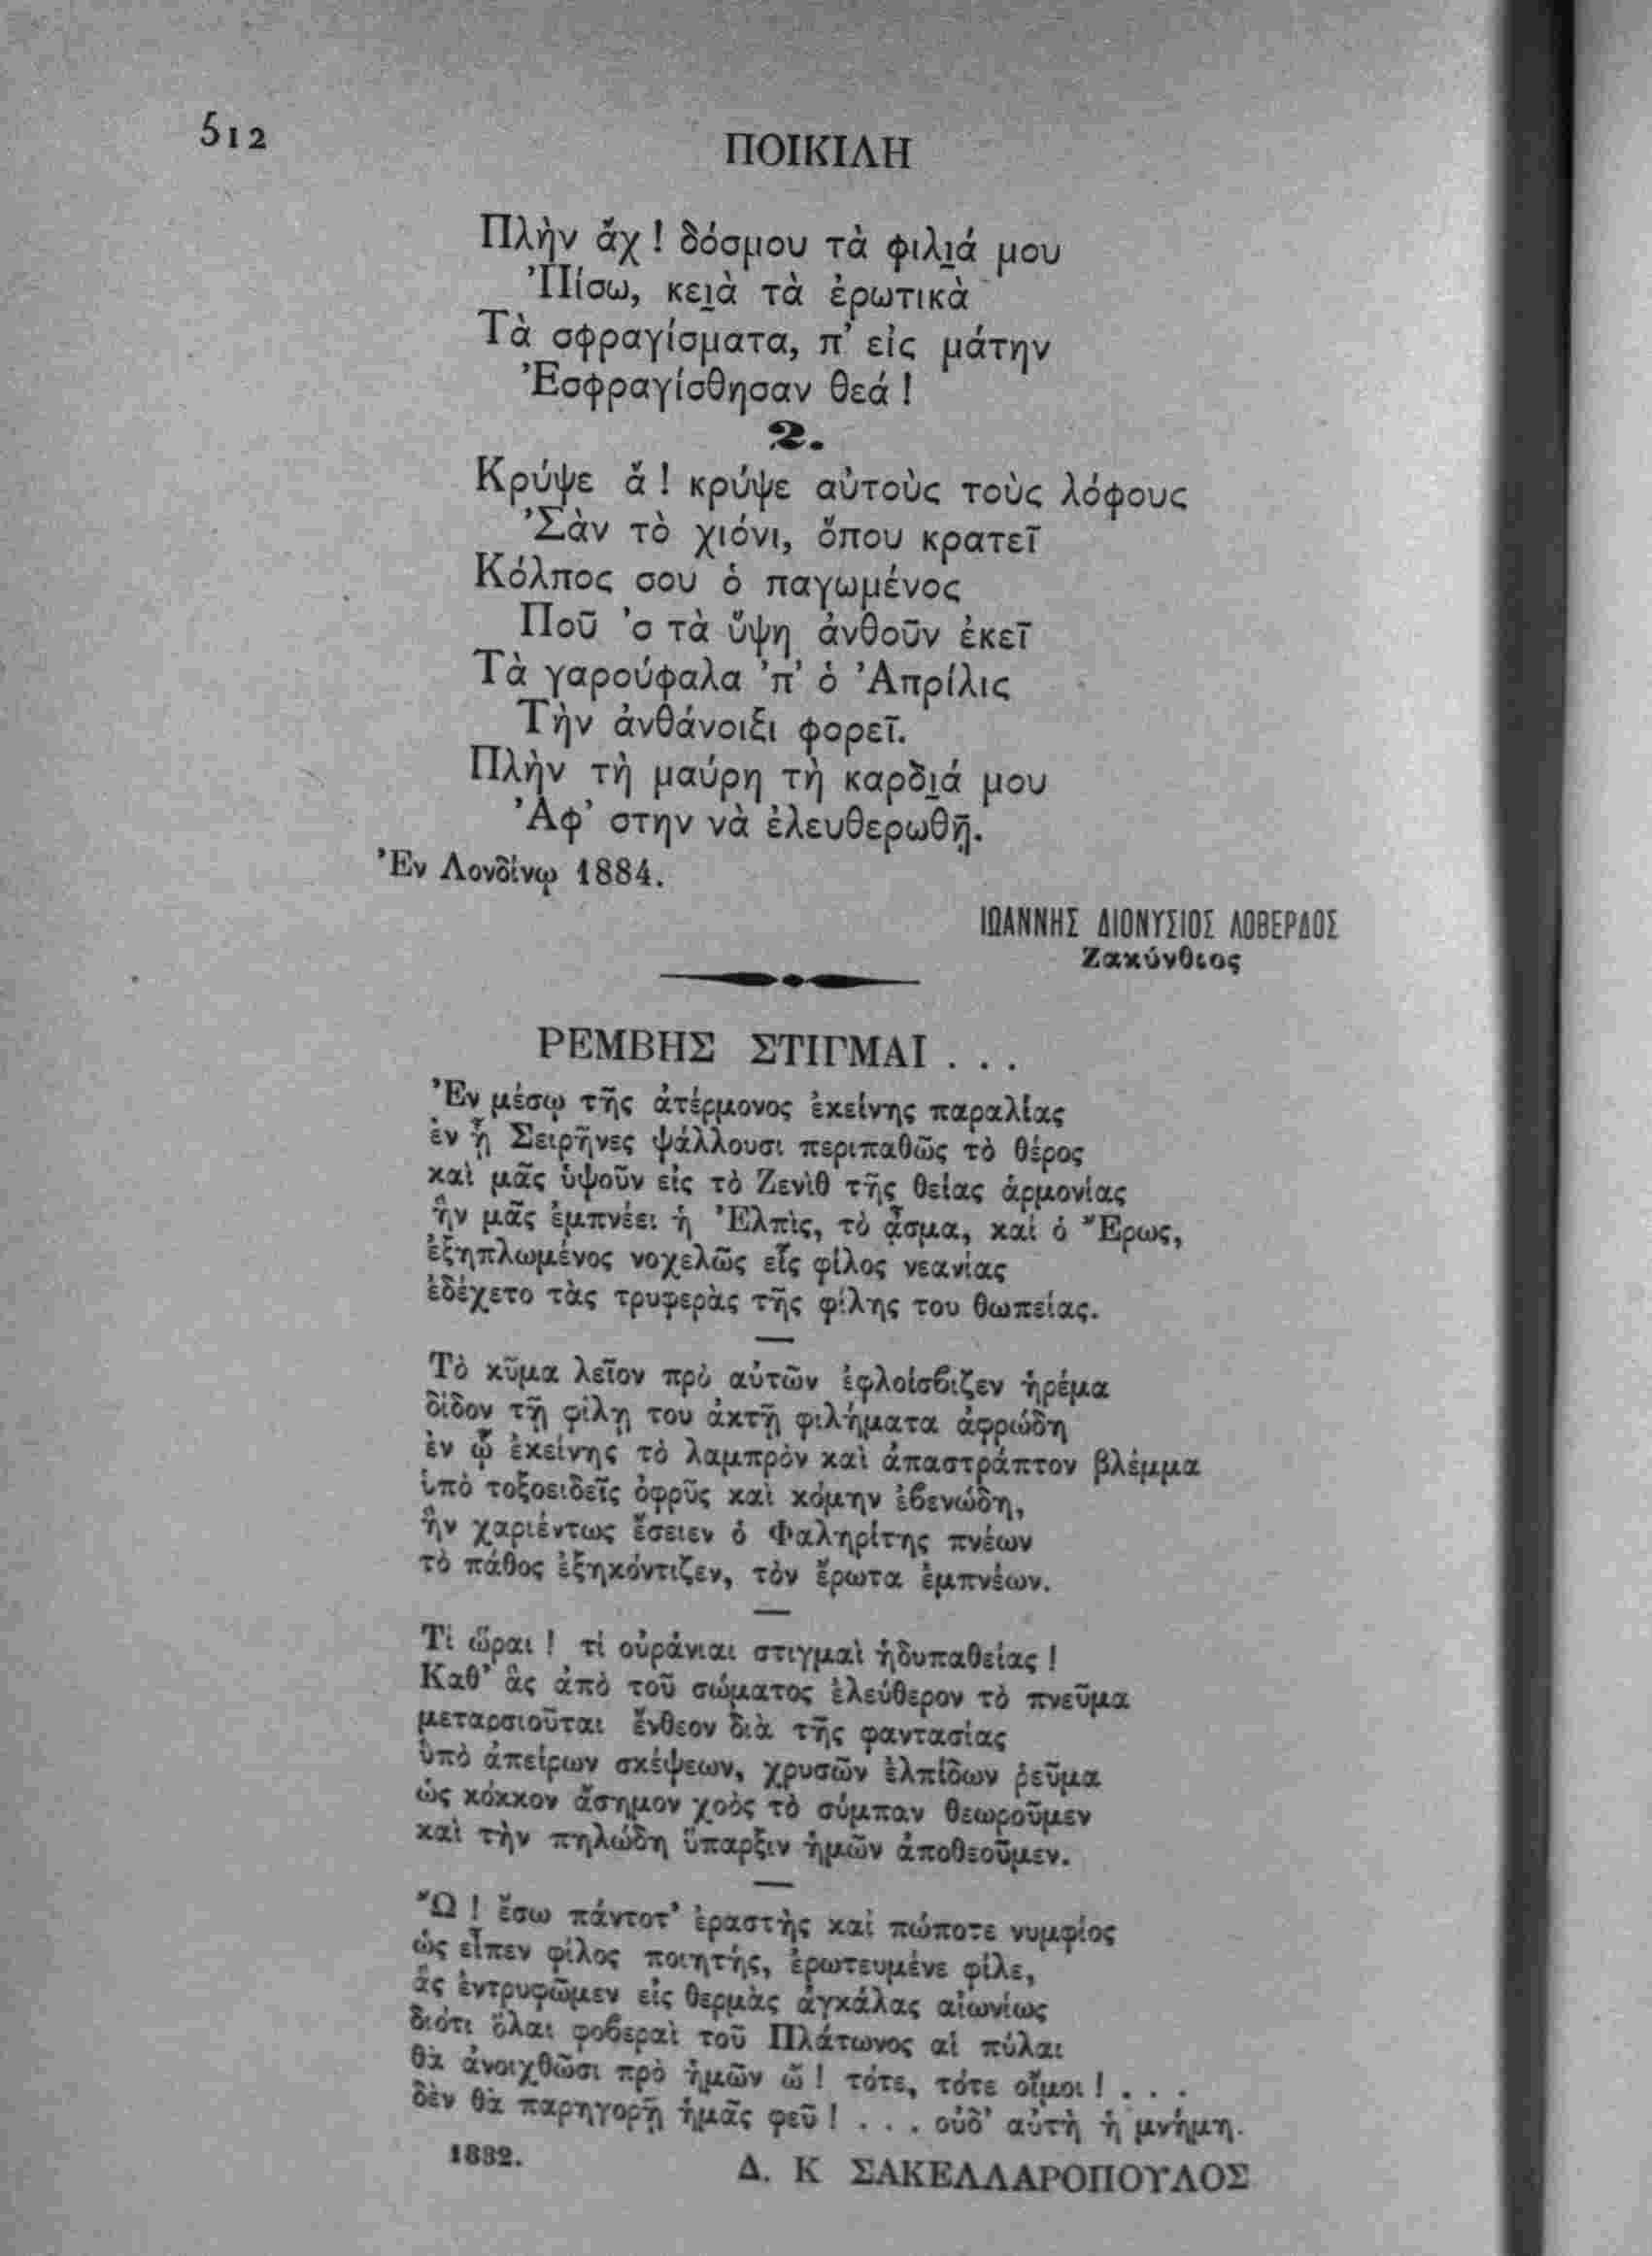 512
ΠΟΙΚΙΛΗ
Πλὴν ἄχ ! δόσμου τὰ φιλι̲ά μου
Ἠίσω, κει̲ὰ τὰ ἐρωτικὰ
Τὰ σφραγίσματα, π' εἰς μάτην
Ἐσφραγίσθησαν θεά !
2.
Κρύψε ἄ ! κρύψε αὐτοὺς τοὺς λόφους
Σὰν τὸ χιόνι, ὅπου κρατεῖ
Κόλπος σου ὁ παγωμένος
Ποῦ 'σ τὰ ὕψη ἀνθοῦν ἐκεῖ
Τὰ γαρούφαλα 'π' ὁ Ἀπρίλις
Τὴν ἀνθάνοιξι φορεῖ.
Πλὴν τὴ μαύρη τὴ καρδι̲ά μου
Ἀφ' στην νὰ ἐλευθερωθῇ.
Ἐν Λονδίνῳ 1884.
ΙΩΑΝΝΗΣ ΔΙΟΝΥΣΙΟΣ ΛΟΒΕΡΔΟΣ
Ζακύνθιος
ΡΕΜΒΗΣ ΣΤΙΓΜΑΙ . . .
Ἐν μέσῳ τῆς ἀτέρμονος ἐκείνης παραλίας
ἐν ᾗ Σειρῆνες ψάλλουσι περιπαθῶς τὸ θέρος
καὶ μᾶς ὑψοῦν εἰς τὸ Ζενὶθ τῆς θείας ἁρμονίας
ἣν μᾶς ἐμπνέει ἡ Ἐλπὶς, τὸ ᾆσμα, καὶ ὁ Ἔρως,
ἐξηπλωμένος νοχελῶς εἷς φίλος νεανίας
ἐδέχετο τὰς τρυφερὰς τῆς φίλης του θωπείας.
Τὸ κῦμα λεῖον πρὸ αὐτῶν ἐφλοίσβιζεν ἠρέμα
δίδον τῇ φίλῃ του ἀκτῇ φιλήματα ἀφρώδη
ἐν ᾧ ἐκείνης τὸ λαμπρὸν καὶ ἀπαστράπτον βλέμμα
ὑπὸ τοξοειδεῖς ὀφρῦς καὶ κόμην ἐβενώδη,
ἣν χαριέντως ἔσειεν ὁ Φαληρίτης πνέων
τὸ πάθος ἐξηκόντιζεν, τὸν ἔρωτα ἐμπνέων.
Τί ὧραι ! τί οὐράνιαι στιγμαὶ ἡδυπαθείας !
Καθ' ἃς ἀπὸ τοῦ σώματος ἐλεύθερον τὸ πνεῦμα
μεταρσιοῦται ἔνθεον διὰ τῆς φαντασίας
ὑπὸ ἀπείρων σκέψεων, χρυσῶν ἐλπίδων ῥεῦμα
ὡς κόκκον ἄσημον χοὸς τὸ σύμπαν θεωροῦμεν
καὶ τὴν πηλώδη ὕπαρξιν ἡμῶν ἀποθεοῦμεν.
Ὢ ! ἔσω πάντοτ' ἐραστὴς καὶ πώποτε νυμφίος
ὡς εἶπεν φίλος ποιητής, ἐρωτευμένε φίλε,
ἂς ἐντρυφῶμεν εἰς θερμὰς ἀγκάλας αἰωνίως
διότι ὅλαι φοβεραὶ τοῦ Πλάτωνος αἱ πύλαι
θὰ ἀνοιχθῶσι πρὸ ἡμῶν ὦ ! τότε, τότε οἴμοι ! . . .
δὲν θὰ παρηγορῇ ἡμᾶς φεῦ ! . . . οὐδ' αὐτὴ ἡ μνήμη.
1882.
Δ. Κ ΣΑΚΕΛΛΑΡΟΠΟΥΛΟΣ